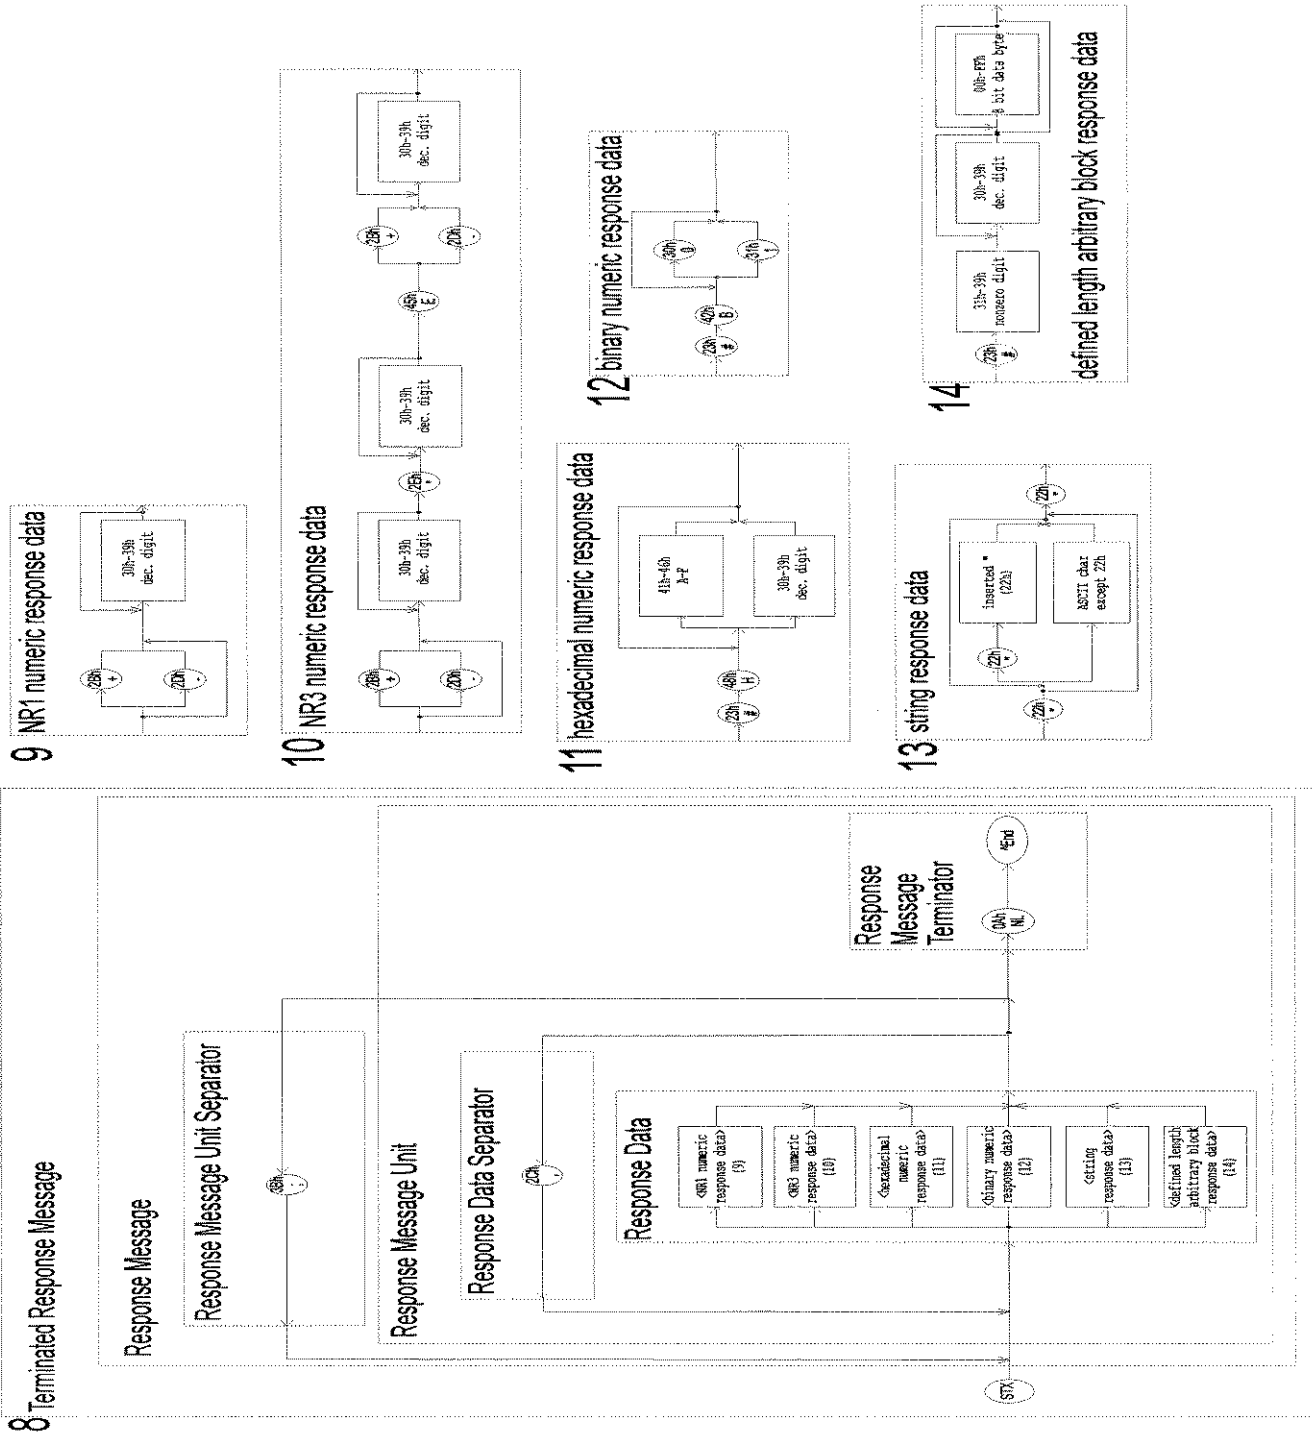 8 Terminated Response Message
Response Message
Response Message Unit Separator
3Bh
Response Message Unit
Response Data Separator
2Ch
Response Data
<NR1 numeric
response data>
(9)
<NR3 numeric
response data>
(10)
<hexadecimal
numeric
response data>
(11)
<binary numeric
response data>
(12)
<string
response data>
(13)
<defined length
arbitrary block
response data>
(14)
STX
Response
Message
Terminator
0Ah
NL
^End
9 NR1 numeric response data
2Bh
+
2Dh
-
30h-39h
dec. digit
10 NR3 numeric response data
2Bh
+
2Dh
-
30h-39h
dec. digit
2Eh
.
30h-39h
dec. digit
45h
E
2Bh
+
2Dh
-
30h-39h
dec. digit
11 hexadecimal numeric response data
23h
#
48h
H
41h-46h
A-F
30h-39h
dec. digit
12 binary numeric response data
23h
#
42h
B
30h
0
31h
1
13 string response data
22h
"
22h
"
inserted "
(22h)
ASCII char
except 22h
22h
"
14
23h
#
31h-39h
nonzero digit
30h-39h
dec. digit
00h-FFh
8 bit data byte
defined length arbitrary block response data